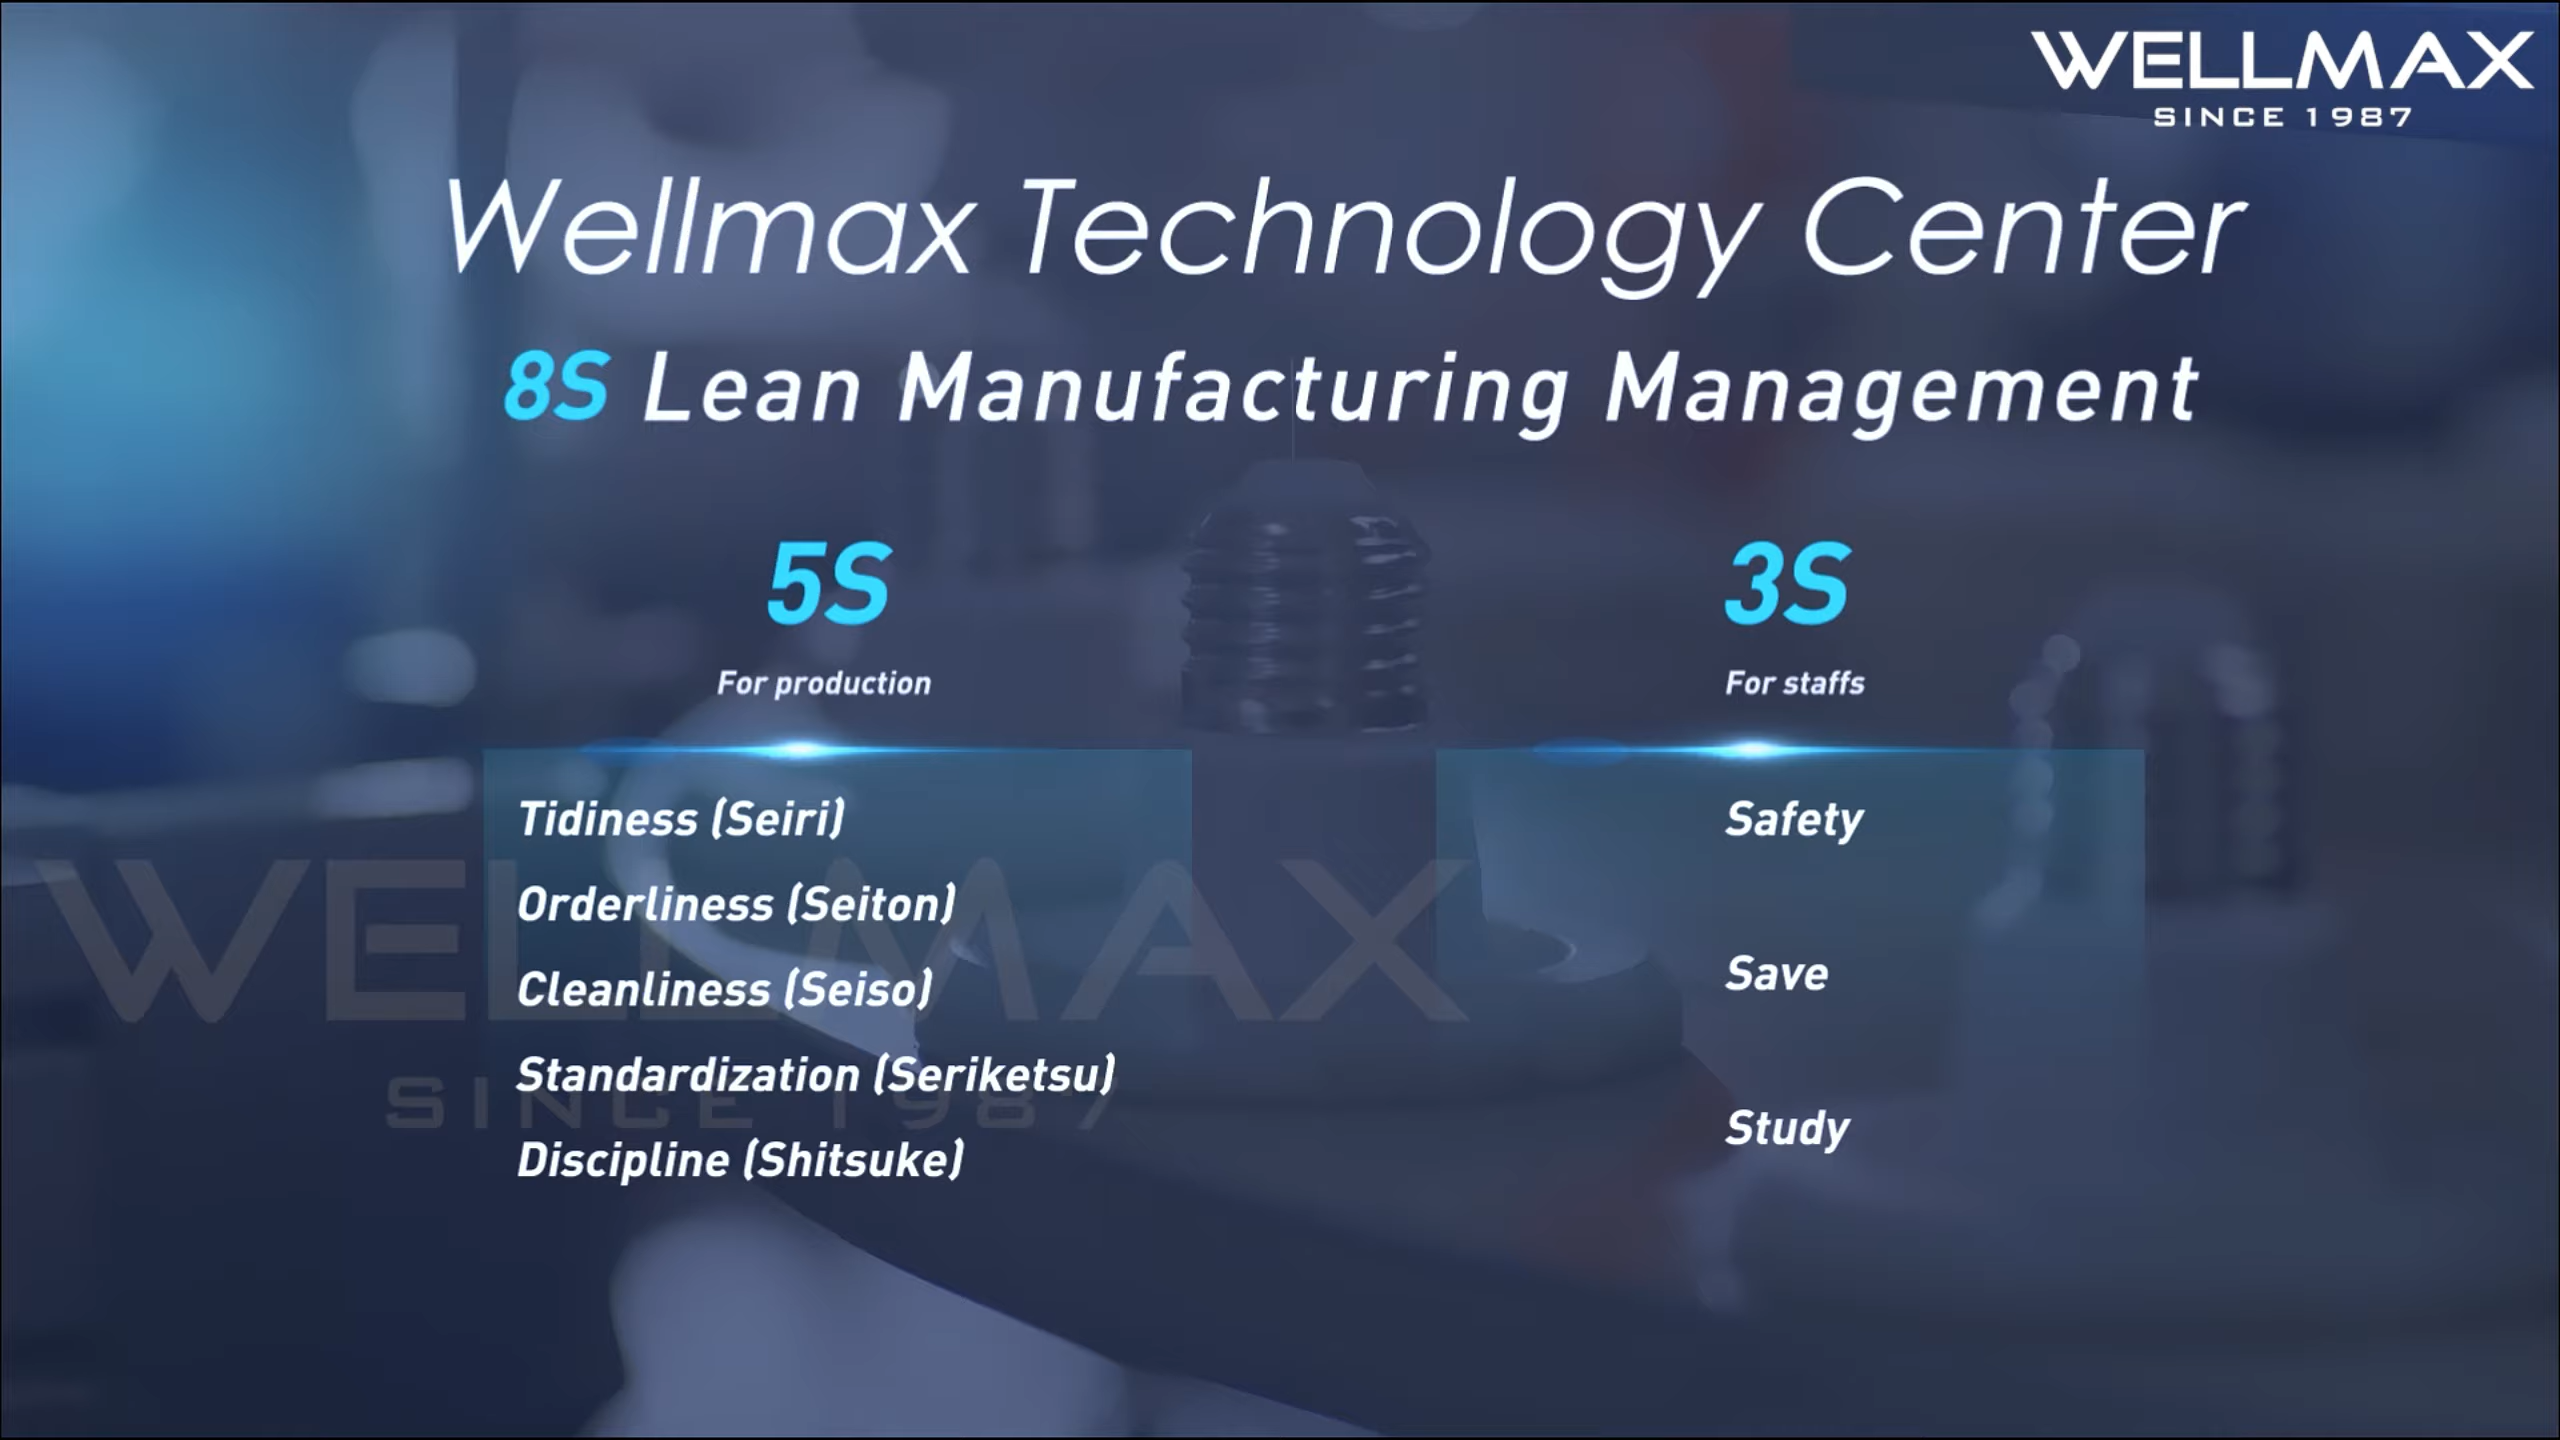 WELLMAX
SINCE 1987
Wellmax Technology Center
8S Lean Manufacturing Management
5S
For production
Tidiness (Seiri)
Orderliness (Seiton)
Cleanliness (Seiso)
Standardization (Seriketsu)
Discipline (Shitsuke)
3S
For staffs
Safety
Save
Study
WELLMAX
SINCE 1987